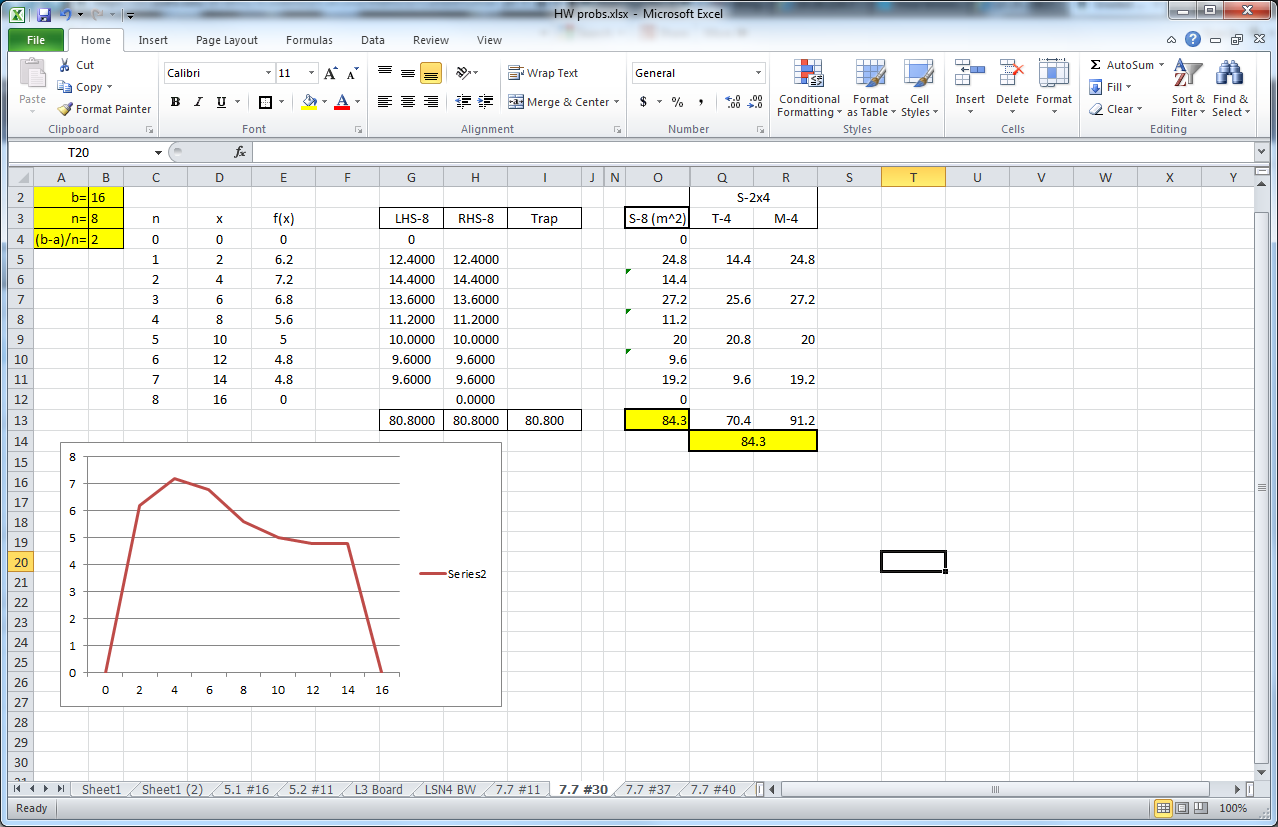 HW probs.xlsx - Microsoft Excel
File Home Insert Page Layout Formulas Data Review View
Paste
Cut
Copy
Format Painter
Clipboard
Calibri 11
B I U
Font
Wrap Text
Merge & Center
Alignment
General
$ % ,
Number
Conditional Formatting
Format as Table
Cell Styles
Styles
Insert Delete Format
Cells
Σ AutoSum
Fill
Clear
Sort & Filter
Find & Select
Editing
T20 fx
A B C D E F G H I J N O Q R S T U V W X Y
2 b= 16 S-2x4
3 n= 8 n x f(x) LHS-8 RHS-8 Trap S-8 (m^2) T-4 M-4
4 (b-a)/n= 2 0 0 0 0 0
5 1 2 6.2 12.4000 12.4000 24.8 14.4 24.8
6 2 4 7.2 14.4000 14.4000 14.4
7 3 6 6.8 13.6000 13.6000 27.2 25.6 27.2
8 4 8 5.6 11.2000 11.2000 11.2
9 5 10 5 10.0000 10.0000 20 20.8 20
10 6 12 4.8 9.6000 9.6000 9.6
11 7 14 4.8 9.6000 9.6000 19.2 9.6 19.2
12 8 16 0 0.0000 0
13 80.8000 80.8000 80.800 84.3 70.4 91.2
14 84.3
15
16
17
18
19
20
21
22
23
24
25
26
27
28
29
30
8
7
6
5
4
3
2
1
0
0 2 4 6 8 10 12 14 16
Series2
Sheet1 Sheet1 (2) 5.1 #16 5.2 #11 L3 Board LSN4 BW 7.7 #11 7.7 #30 7.7 #37 7.7 #40
Ready 100%